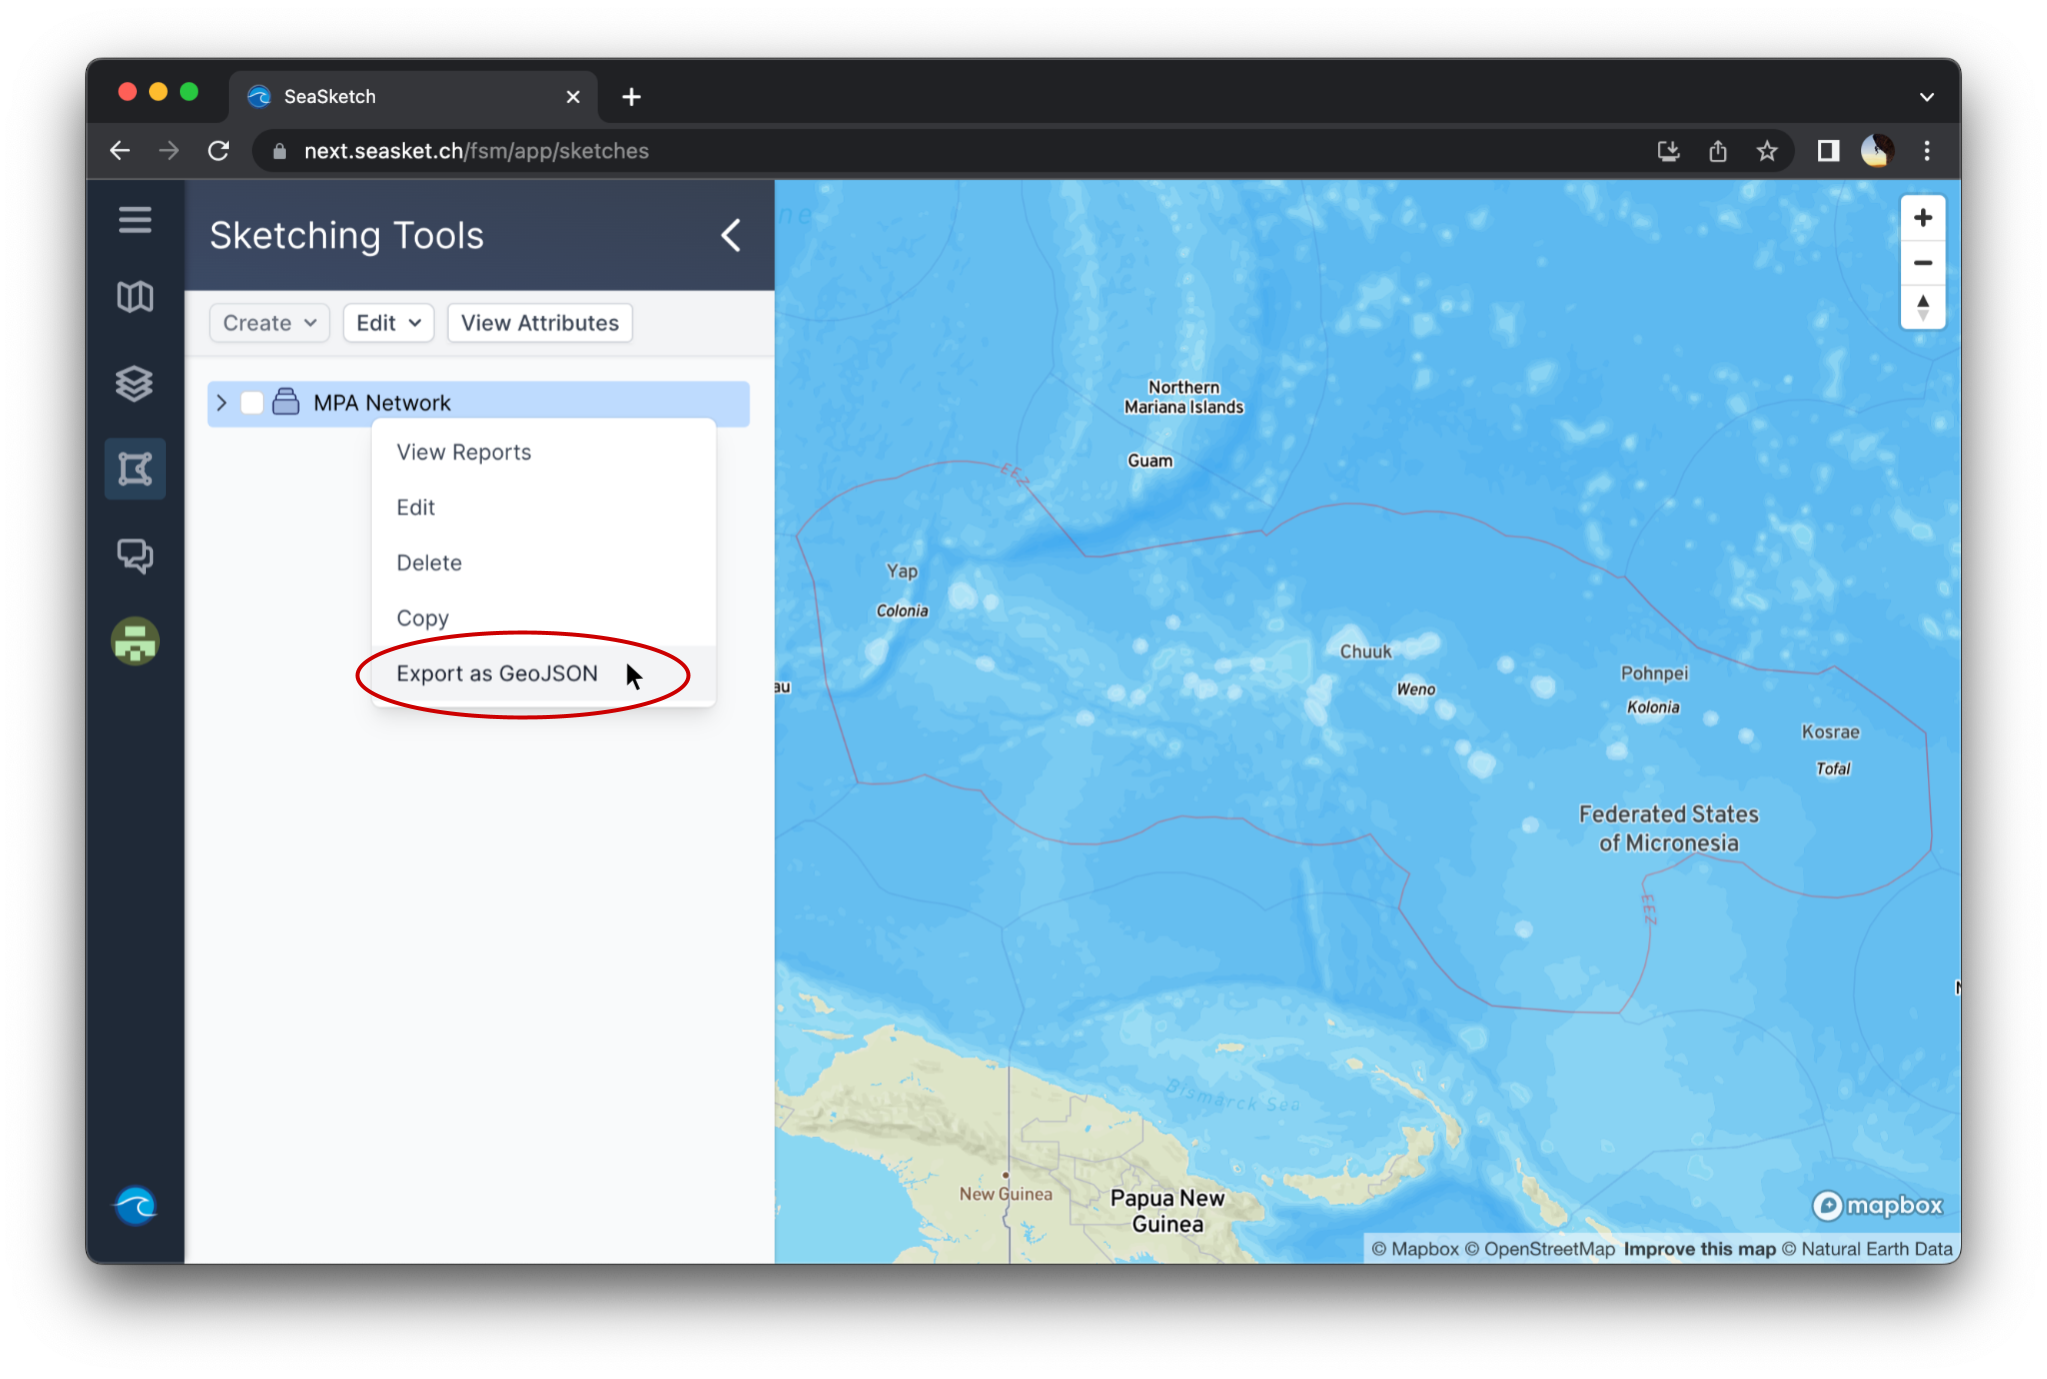 SeaSketch
next.seasket.ch/fsm/app/sketches
Sketching Tools
Create
Edit
View Attributes
MPA Network
View Reports
Edit
Delete
Copy
Export as GeoJSON
ne
Northern
Mariana Islands
Guam
EEZ
Yap
Colonia
au
Chuuk
Weno
Pohnpei
Kolonia
Kosrae
Tofal
Federated States
of Micronesia
EEZ
N
Bismarck Sea
New Guinea
Papua New
Guinea
mapbox
© Mapbox © OpenStreetMap Improve this map © Natural Earth Data